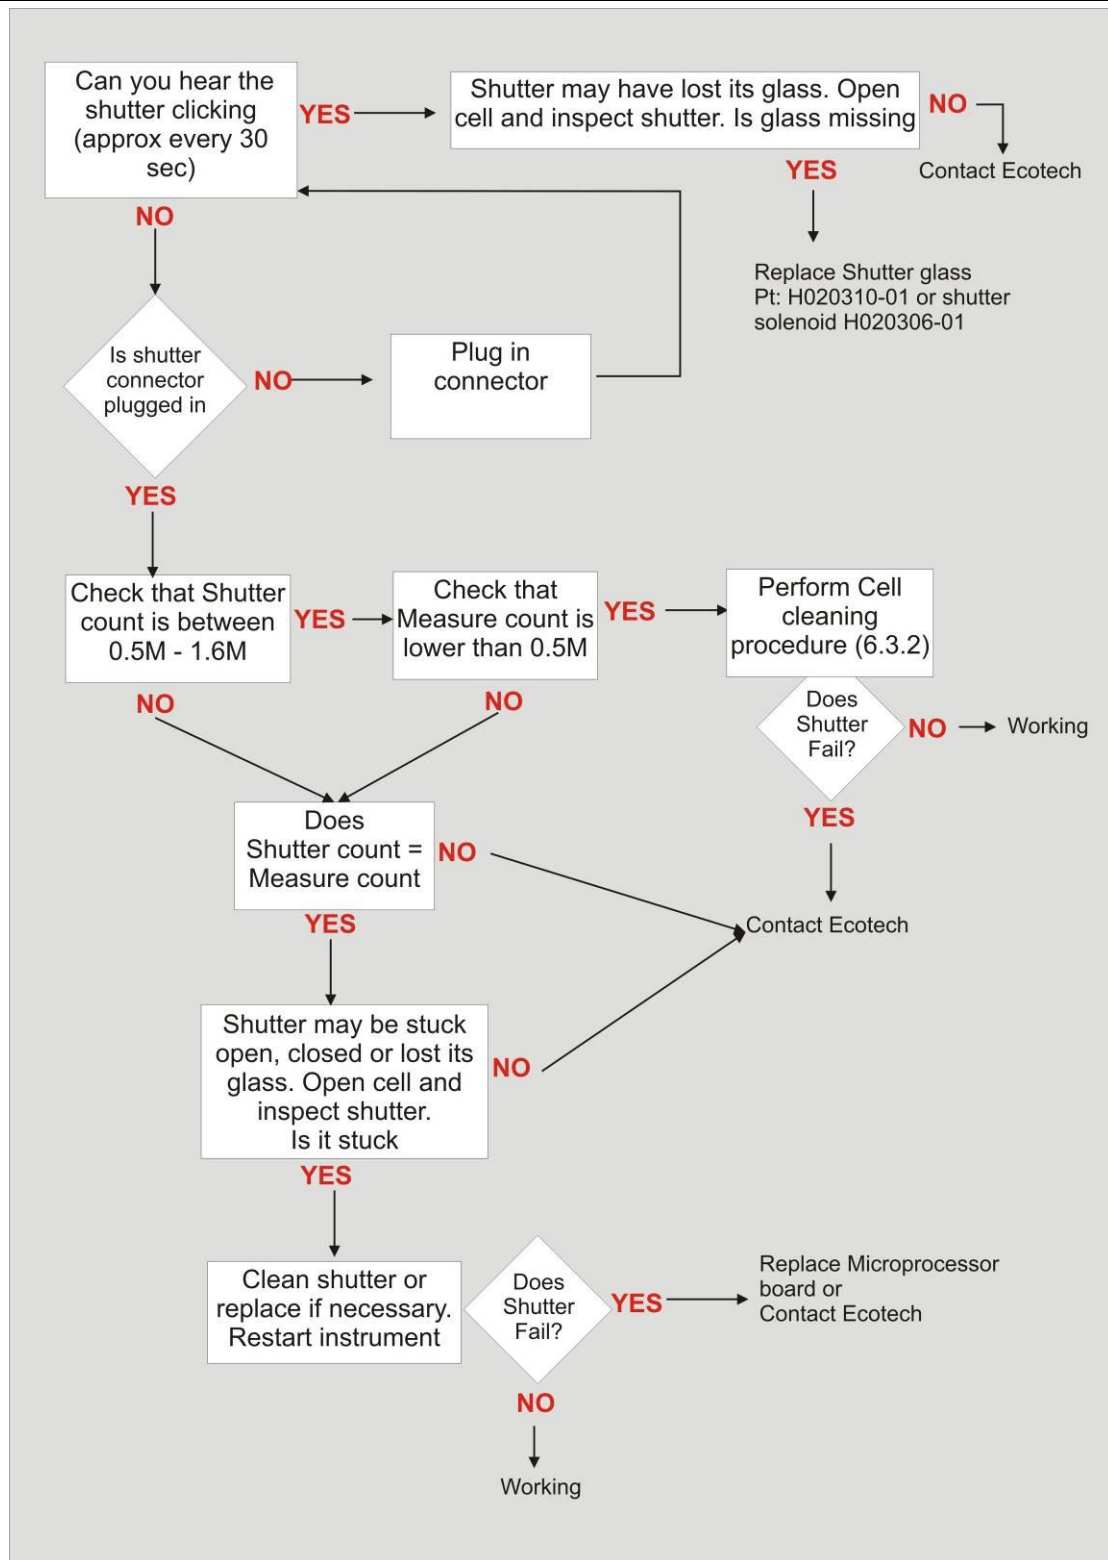 Can you hear the
shutter clicking
(approx every 30
sec)
YES
Shutter may have lost its glass. Open
cell and inspect shutter. Is glass missing
NO
Contact Ecotech
YES
Replace Shutter glass
Pt: H020310-01 or shutter
solenoid H020306-01
NO
Is shutter
connector
plugged in
NO
Plug in
connector
YES
Check that Shutter
count is between
0.5M - 1.6M
YES
Check that
Measure count is
lower than 0.5M
YES
Perform Cell
cleaning
procedure (6.3.2)
Does
Shutter
Fail?
NO
Working
YES
Contact Ecotech
NO
NO
Does
Shutter count =
Measure count
NO
YES
Shutter may be stuck
open, closed or lost its
glass. Open cell and
inspect shutter.
Is it stuck
NO
YES
Clean shutter or
replace if necessary.
Restart instrument
Does
Shutter
Fail?
YES
Replace Microprocessor
board or
Contact Ecotech
NO
Working